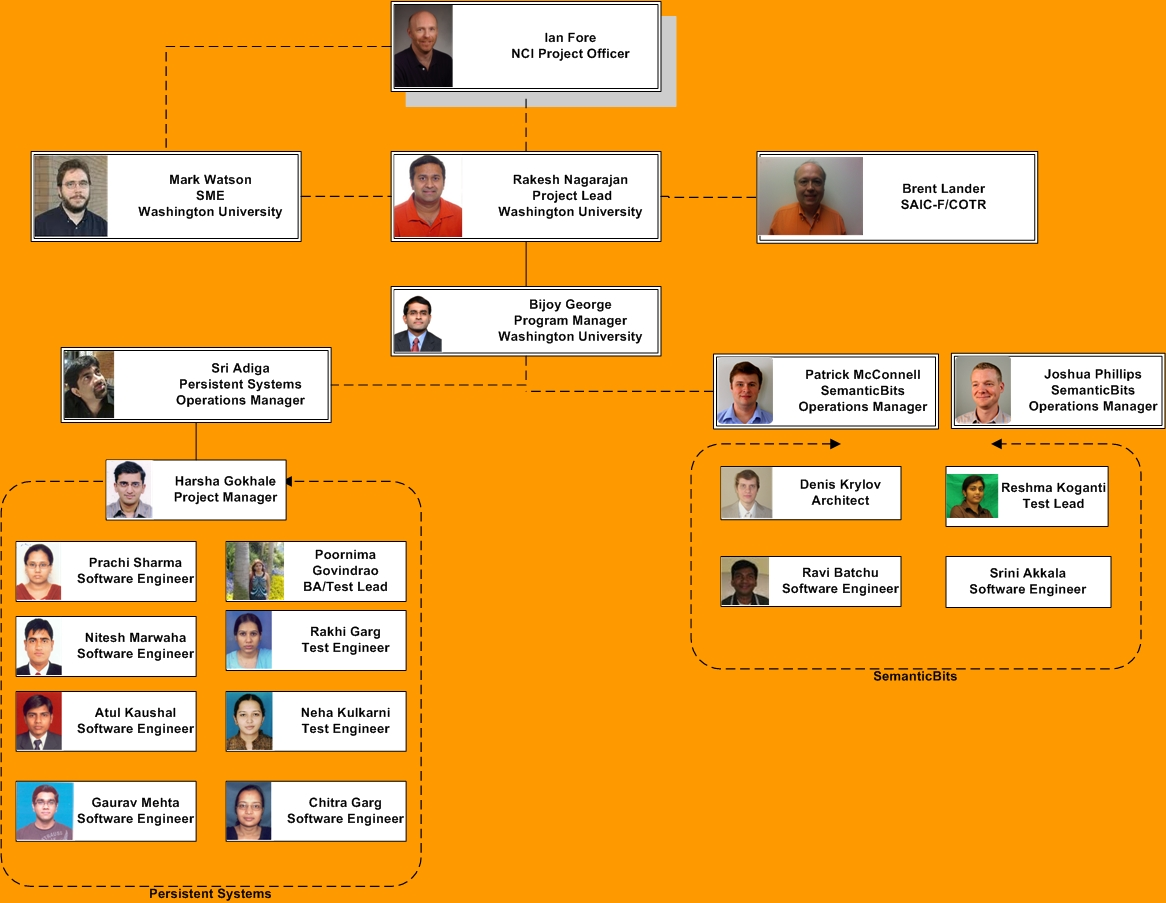 Ian Fore
NCI Project Officer
Mark Watson
SME
Washington University
Rakesh Nagarajan
Project Lead
Washington University
Brent Lander
SAIC-F/COTR
Bijoy George
Program Manager
Washington University
Sri Adiga
Persistent Systems
Operations Manager
Patrick McConnell
SemanticBits
Operations Manager
Joshua Phillips
SemanticBits
Operations Manager
Harsha Gokhale
Project Manager
Denis Krylov
Architect
Reshma Koganti
Test Lead
Prachi Sharma
Software Engineer
Poornima
Govindrao
BA/Test Lead
Ravi Batchu
Software Engineer
Srini Akkala
Software Engineer
Nitesh Marwaha
Software Engineer
Rakhi Garg
Test Engineer
SemanticBits
Atul Kaushal
Software Engineer
Neha Kulkarni
Test Engineer
Gaurav Mehta
Software Engineer
Chitra Garg
Software Engineer
Persistent Systems